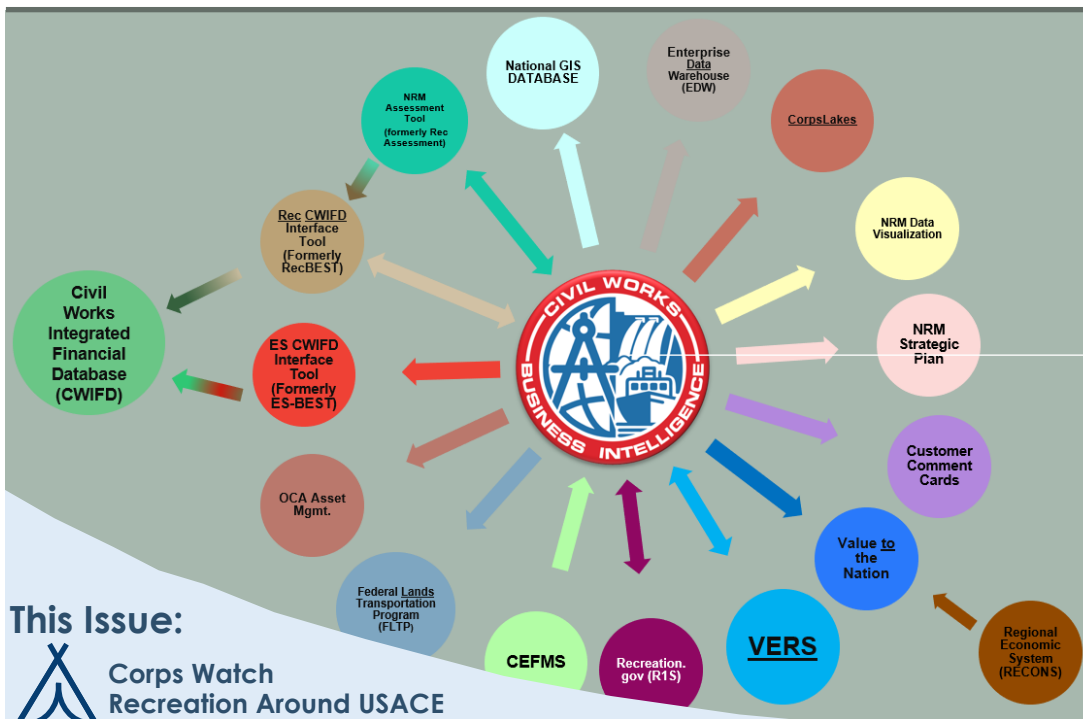 National GIS
DATABASE
Enterprise
Data
Warehouse
(EDW)
CorpsLakes
NRM
Assessment
Tool
(formerly Rec
Assessment)
Rec CWIFD
Interface
Tool
(Formerly
RecBEST)
NRM Data
Visualization
Civil
Works
Integrated
Financial
Database
(CWIFD)
ES CWIFD
Interface
Tool
(Formerly
ES-BEST)
CIVIL WORKS
BUSINESS INTELLIGENCE
NRM
Strategic
Plan
Customer
Comment
Cards
OCA Asset
Mgmt.
Value to
the
Nation
Federal Lands
Transportation
Program
(FLTP)
CEFMS
Recreation.
gov (R1S)
VERS
Regional
Economic
System
(RECONS)
This Issue:
Corps Watch
Recreation Around USACE